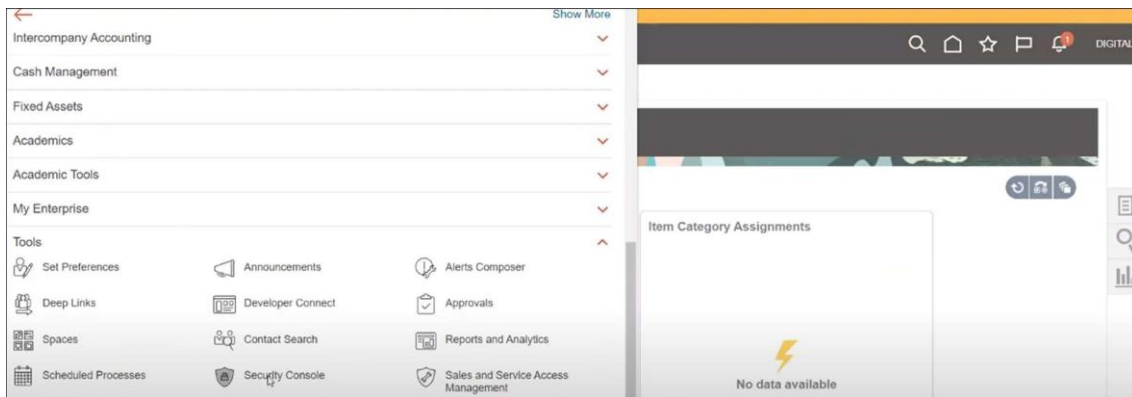 Show More
Intercompany Accounting
Cash Management
Fixed Assets
Academics
Academic Tools
My Enterprise
Tools
Set Preferences
Announcements
Alerts Composer
Deep Links
Developer Connect
Approvals
Spaces
Contact Search
Reports and Analytics
Scheduled Processes
Security Console
Sales and Service Access
Management
1
DIGITAL
Item Category Assignments
No data available